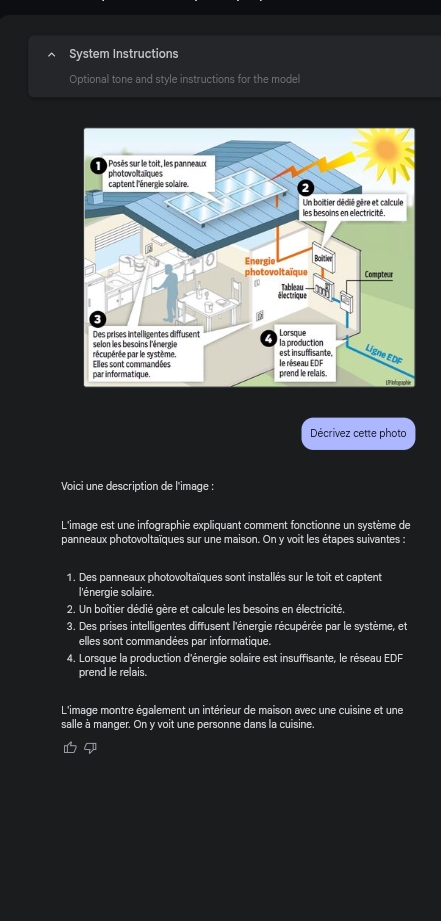 System Instructions
Optional tone and style instructions for the model
1 Posés sur le toit, les panneaux
photovoltaïques
captent l'énergie solaire.
2
Un boitier dédié gère et calcule
les besoins en électricité.
Energie
photovoltaïque
Boitier
Compteur
Tableau
électrique
3
Des prises intelligentes diffusent
selon les besoins l'énergie
récupérée par le système.
Elles sont commandées
par informatique.
4 Lorsque
la production
est insuffisante,
le réseau EDF
prend le relais.
Ligne EDF
Décrivez cette photo
Voici une description de l'image :
L'image est une infographie expliquant comment fonctionne un système de
panneaux photovoltaïques sur une maison. On y voit les étapes suivantes :
1. Des panneaux photovoltaïques sont installés sur le toit et captent
l'énergie solaire.
2. Un boîtier dédié gère et calcule les besoins en électricité.
3. Des prises intelligentes diffusent l'énergie récupérée par le système, et
elles sont commandées par informatique.
4. Lorsque la production d'énergie solaire est insuffisante, le réseau EDF
prend le relais.
L'image montre également un intérieur de maison avec une cuisine et une
salle à manger. On y voit une personne dans la cuisine.